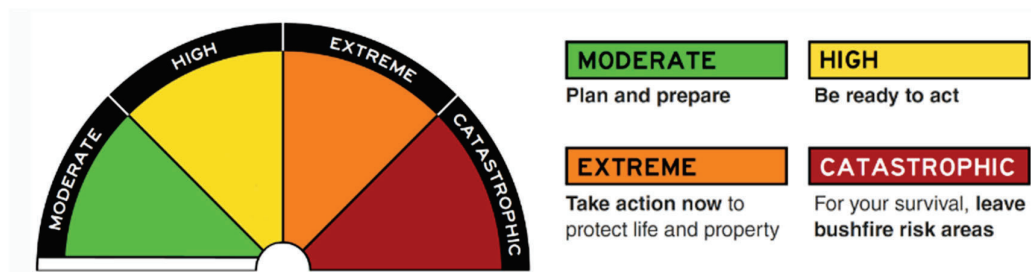 MODERATE
HIGH
EXTREME
CATASTROPHIC
MODERATE
Plan and prepare
HIGH
Be ready to act
EXTREME
Take action now to
protect life and property
CATASTROPHIC
For your survival, leave
bushfire risk areas